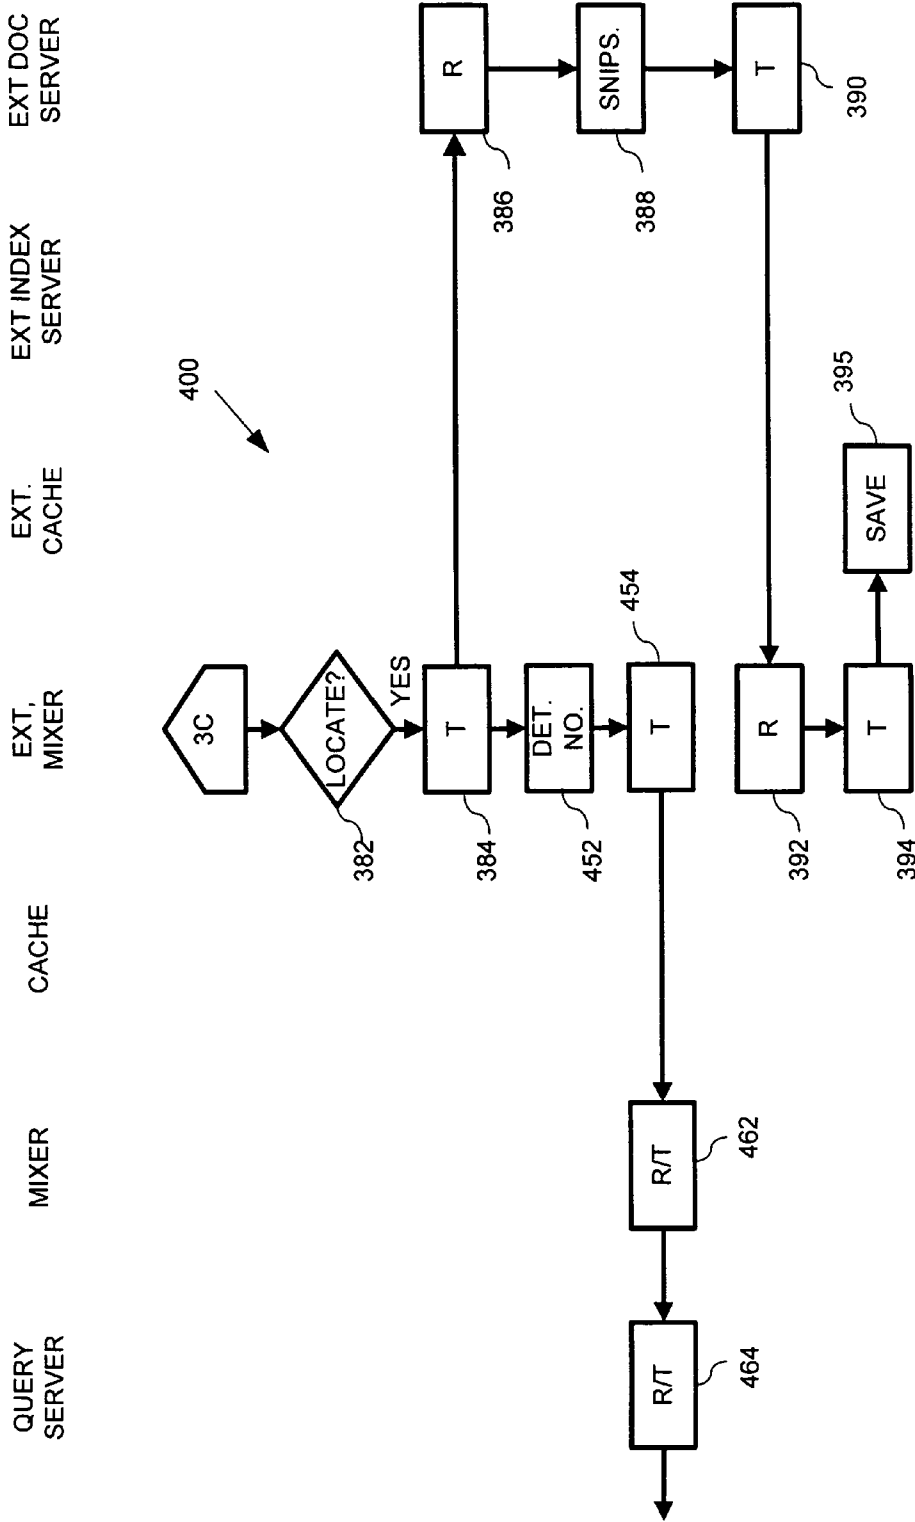 QUERY
SERVER
MIXER
CACHE
EXT,
MIXER
EXT.
CACHE
EXT INDEX
SERVER
EXT DOC
SERVER
400
3C
LOCATE?
382
YES
T
384
R
386
DET.
NO.
452
SNIPS.
388
R/T
464
R/T
462
T
454
R
392
T
390
T
394
SAVE
395